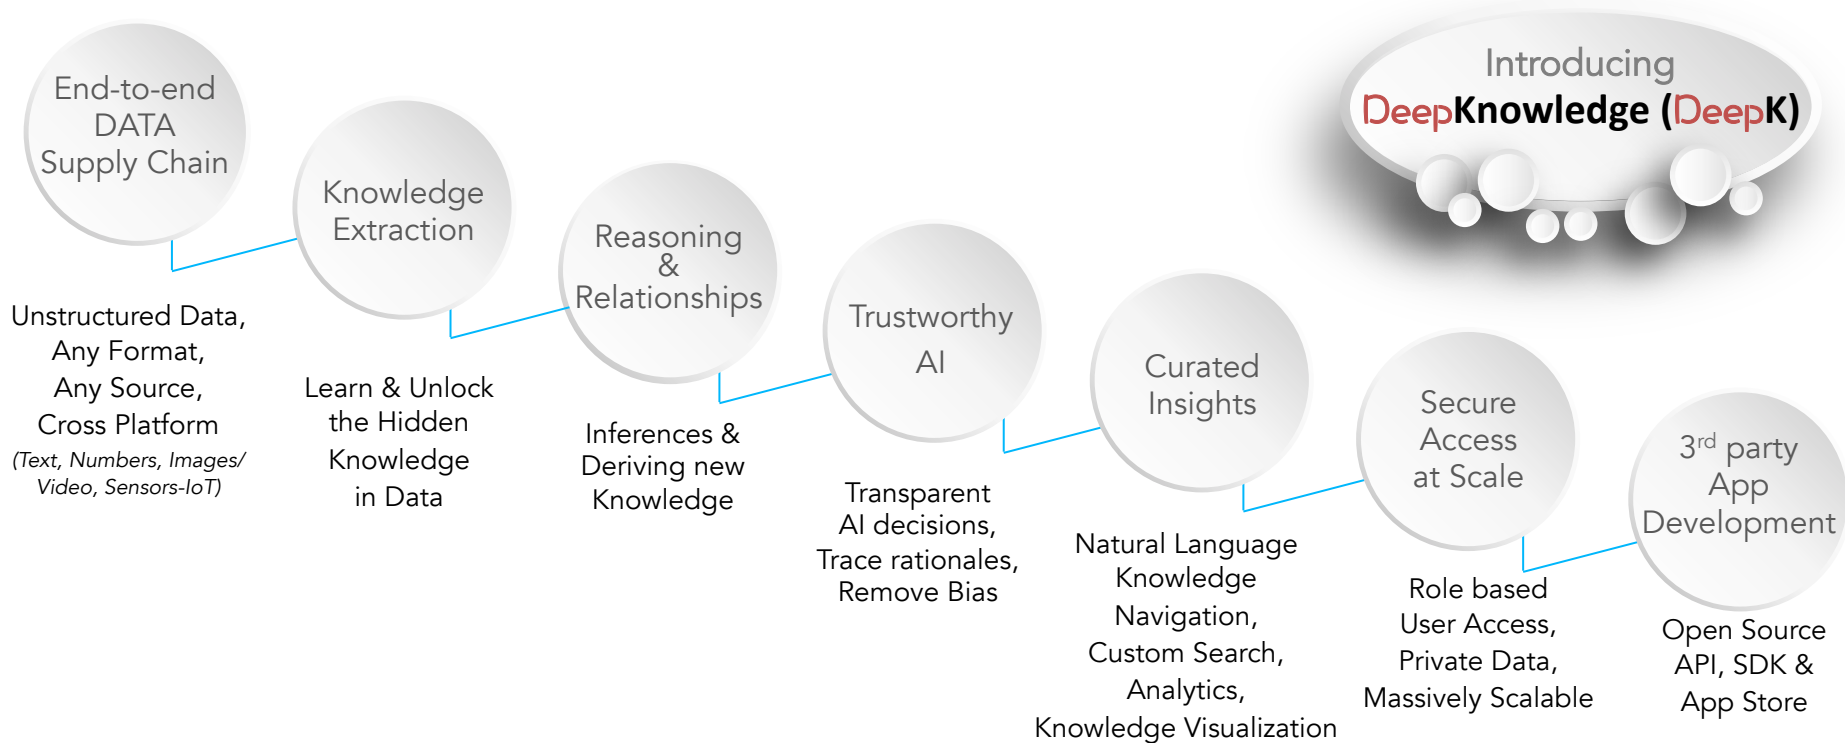 Introducing
DeepKnowledge (DeepK)
End-to-end
DATA
Supply Chain
Unstructured Data,
Any Format,
Any Source,
Cross Platform
(Text, Numbers, Images/
Video, Sensors-IoT)
Knowledge
Extraction
Learn & Unlock
the Hidden
Knowledge
in Data
Reasoning
&
Relationships
Inferences &
Deriving new
Knowledge
Trustworthy
AI
Transparent
AI decisions,
Trace rationales,
Remove Bias
Curated
Insights
Natural Language
Knowledge
Navigation,
Custom Search,
Analytics,
Knowledge Visualization
Secure
Access
at Scale
Role based
User Access,
Private Data,
Massively Scalable
3rd party
App
Development
Open Source
API, SDK &
App Store